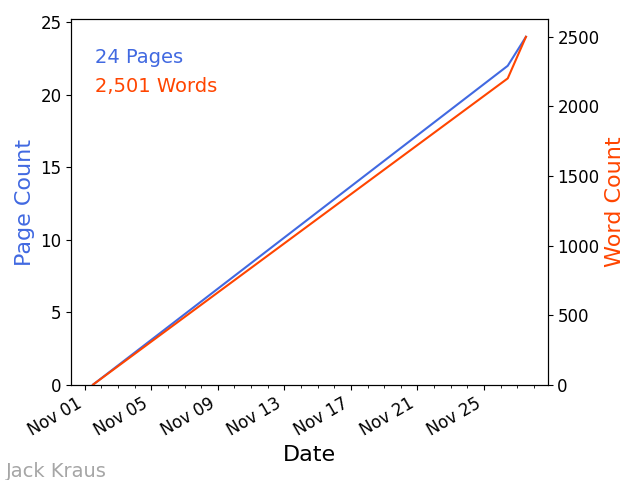 24 Pages
2,501 Words
Page Count
25
20
15
10
5
0
2500
2000
1500
1000
500
0
Word Count
Nov 01
Nov 05
Nov 09
Nov 13
Nov 17
Nov 21
Nov 25
Date
Jack Kraus